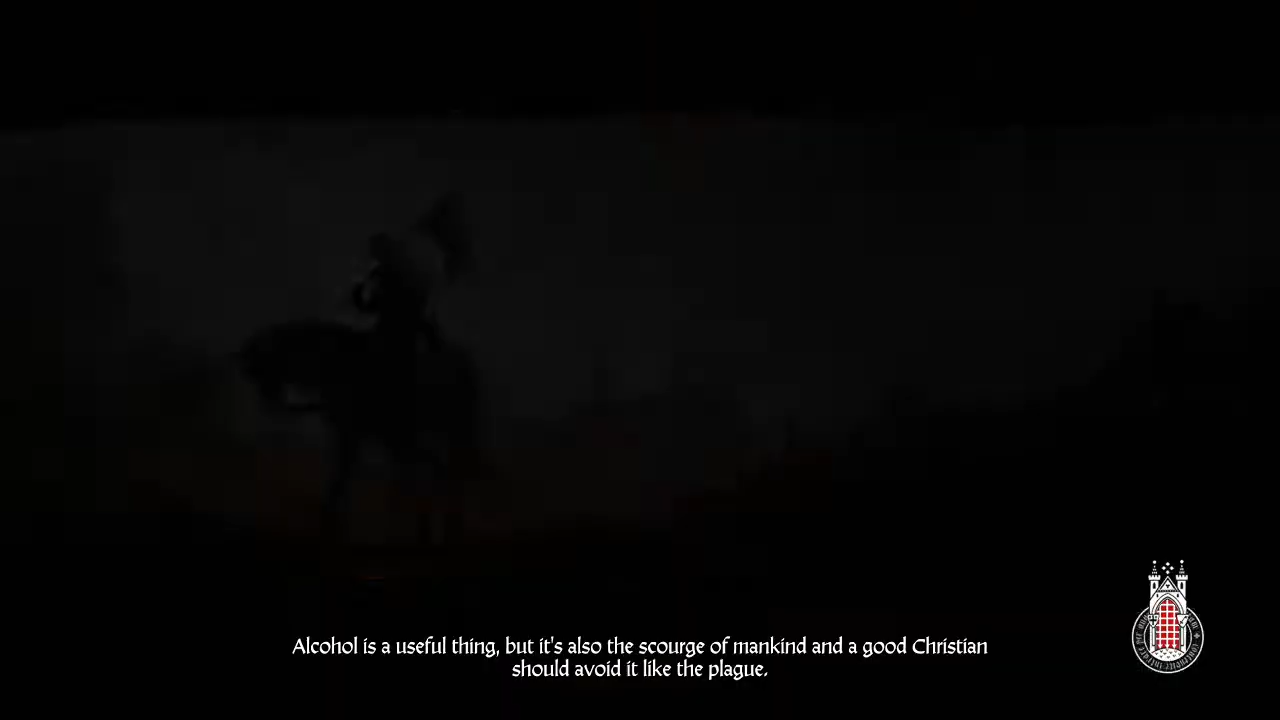 Alcohol is a useful thing, but it's also the scourge of mankind and a good Christian
should avoid it like the plague.